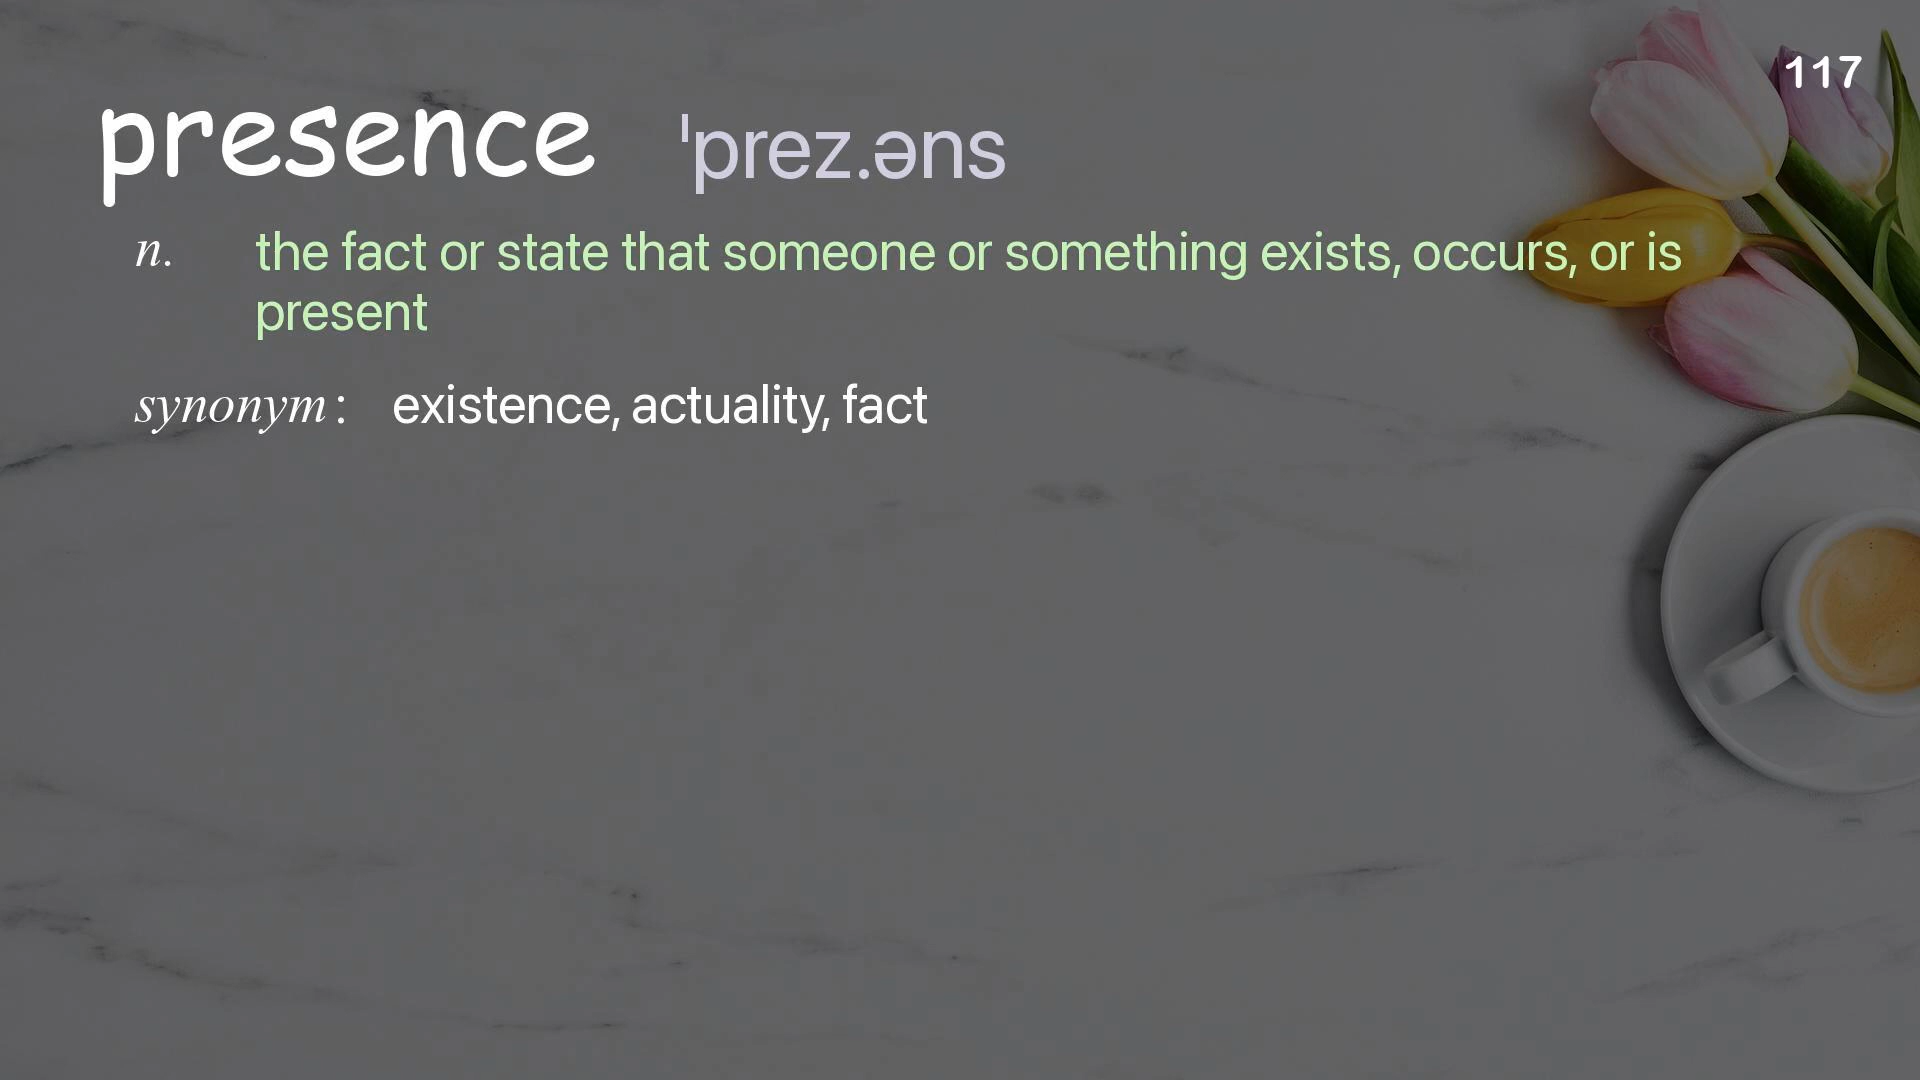 117
presence ˈprez.əns
n. the fact or state that someone or something exists, occurs, or is
present
synonym: existence, actuality, fact